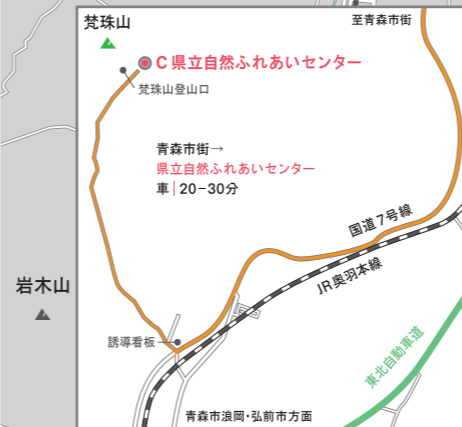 梵珠山
至青森市街
C 県立自然ふれあいセンター
梵珠山登山口
青森市街→
県立自然ふれあいセンター
車|20−30分
国道7号線
JR奥羽本線
岩木山
誘導看板
東北自動車道
青森市浪岡・弘前市方面